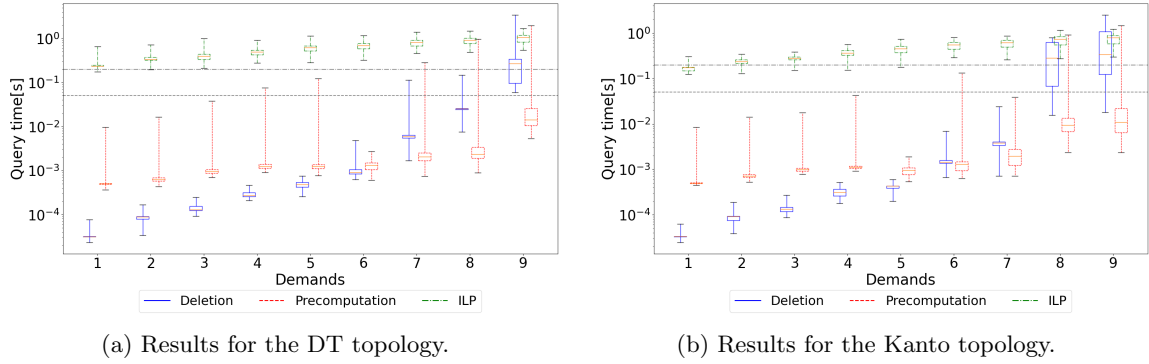 Query time[s]
10⁰
10⁻¹
10⁻²
10⁻³
10⁻⁴
1 2 3 4 5 6 7 8 9
Demands
Deletion Precomputation ILP
(a) Results for the DT topology.
Query time[s]
10⁰
10⁻¹
10⁻²
10⁻³
10⁻⁴
1 2 3 4 5 6 7 8 9
Demands
Deletion Precomputation ILP
(b) Results for the Kanto topology.